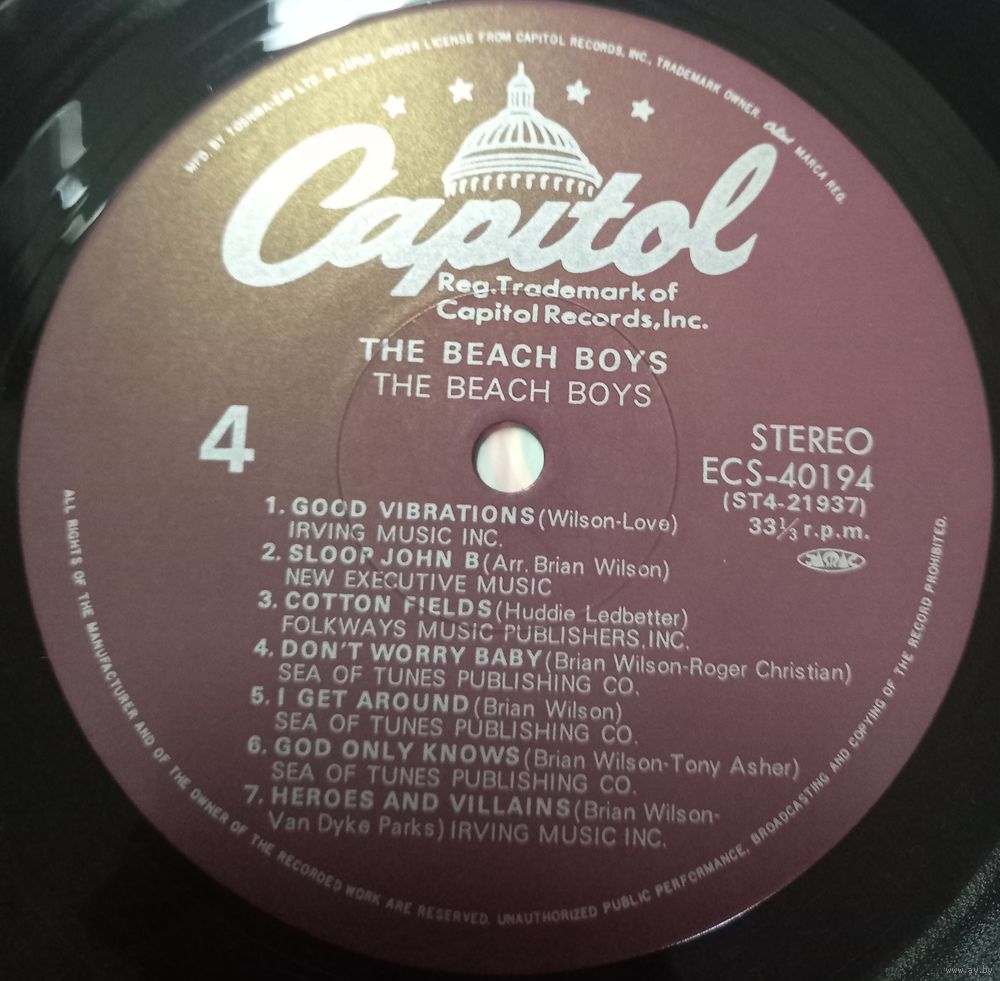 MFD. BY TOSHIBA-EMI LTD. IN JAPAN. UNDER LICENSE FROM CAPITOL RECORDS, INC., TRADEMARK OWNER. Capitol MARCA REG.
Capitol
Reg.Trademark of
Capitol Records,Inc.
THE BEACH BOYS
THE BEACH BOYS
4
STEREO
ECS-40194
(ST4-21937)
33⅓ r.p.m.
1. GOOD VIBRATIONS (Wilson-Love)
IRVING MUSIC INC.
2. SLOOP JOHN B (Arr. Brian Wilson)
NEW EXECUTIVE MUSIC
3. COTTON FIELDS (Huddie Ledbetter)
FOLKWAYS MUSIC PUBLISHERS,INC.
4. DON'T WORRY BABY (Brian Wilson-Roger Christian)
SEA OF TUNES PUBLISHING CO.
5. I GET AROUND (Brian Wilson)
SEA OF TUNES PUBLISHING CO.
6. GOD ONLY KNOWS (Brian Wilson-Tony Asher)
SEA OF TUNES PUBLISHING CO.
7. HEROES AND VILLAINS (Brian Wilson-
Van Dyke Parks) IRVING MUSIC INC.
ALL RIGHTS OF THE MANUFACTURER AND OF THE OWNER OF THE RECORDED WORK ARE RESERVED. UNAUTHORIZED PUBLIC PERFORMANCE, BROADCASTING AND COPYING OF THE RECORD PROHIBITED.
www.ay.by